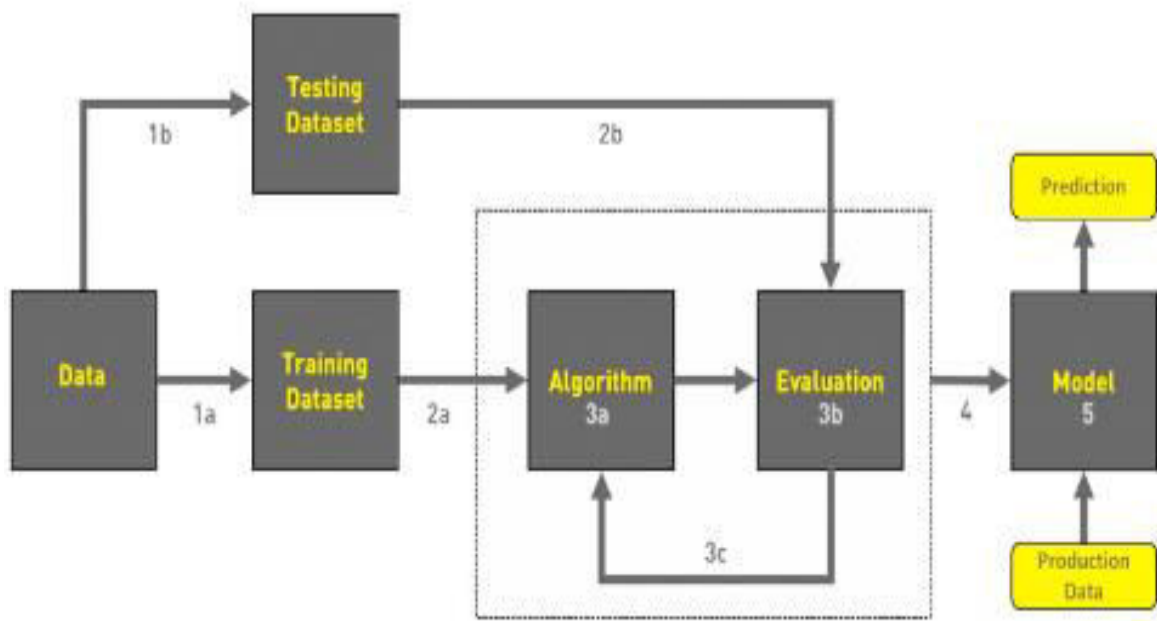 Testing
Dataset
1b
2b
Prediction
Data
Training
Dataset
Algorithm
3a
Evaluation
3b
Model
5
1a
2a
4
3c
Production
Data